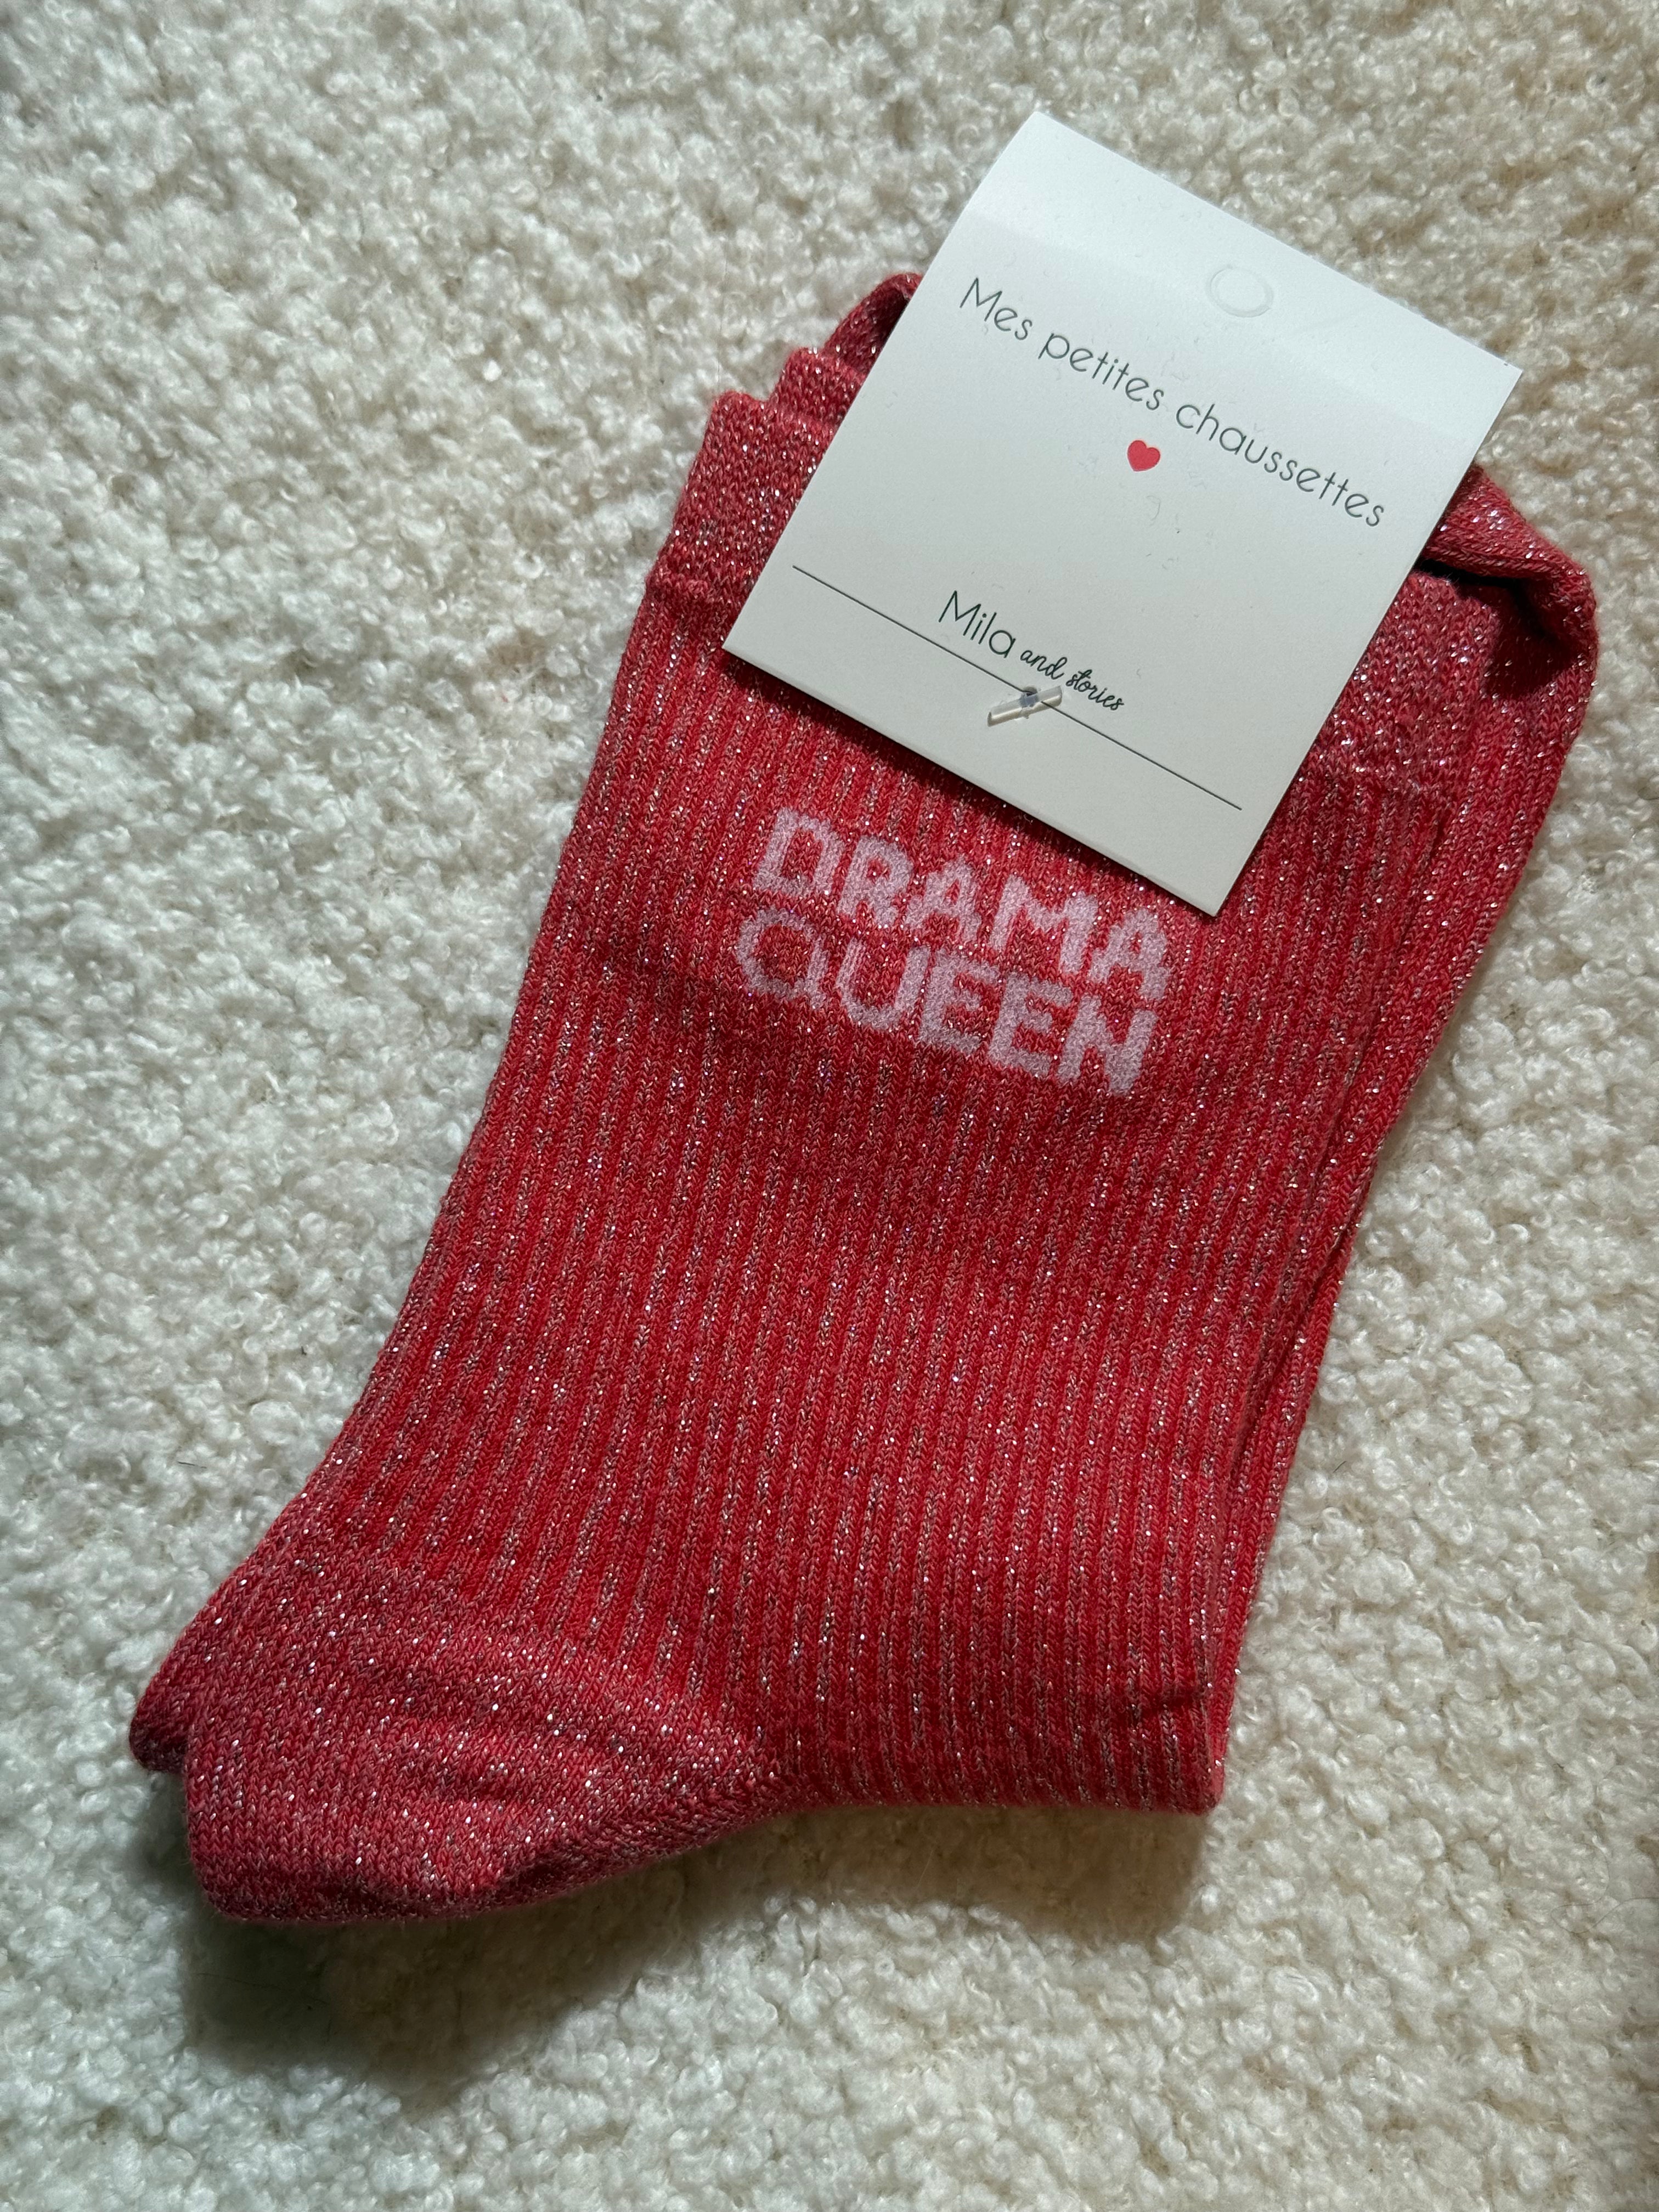 Mes petites chaussettes
Mila and stories
DRAMA
QUEEN